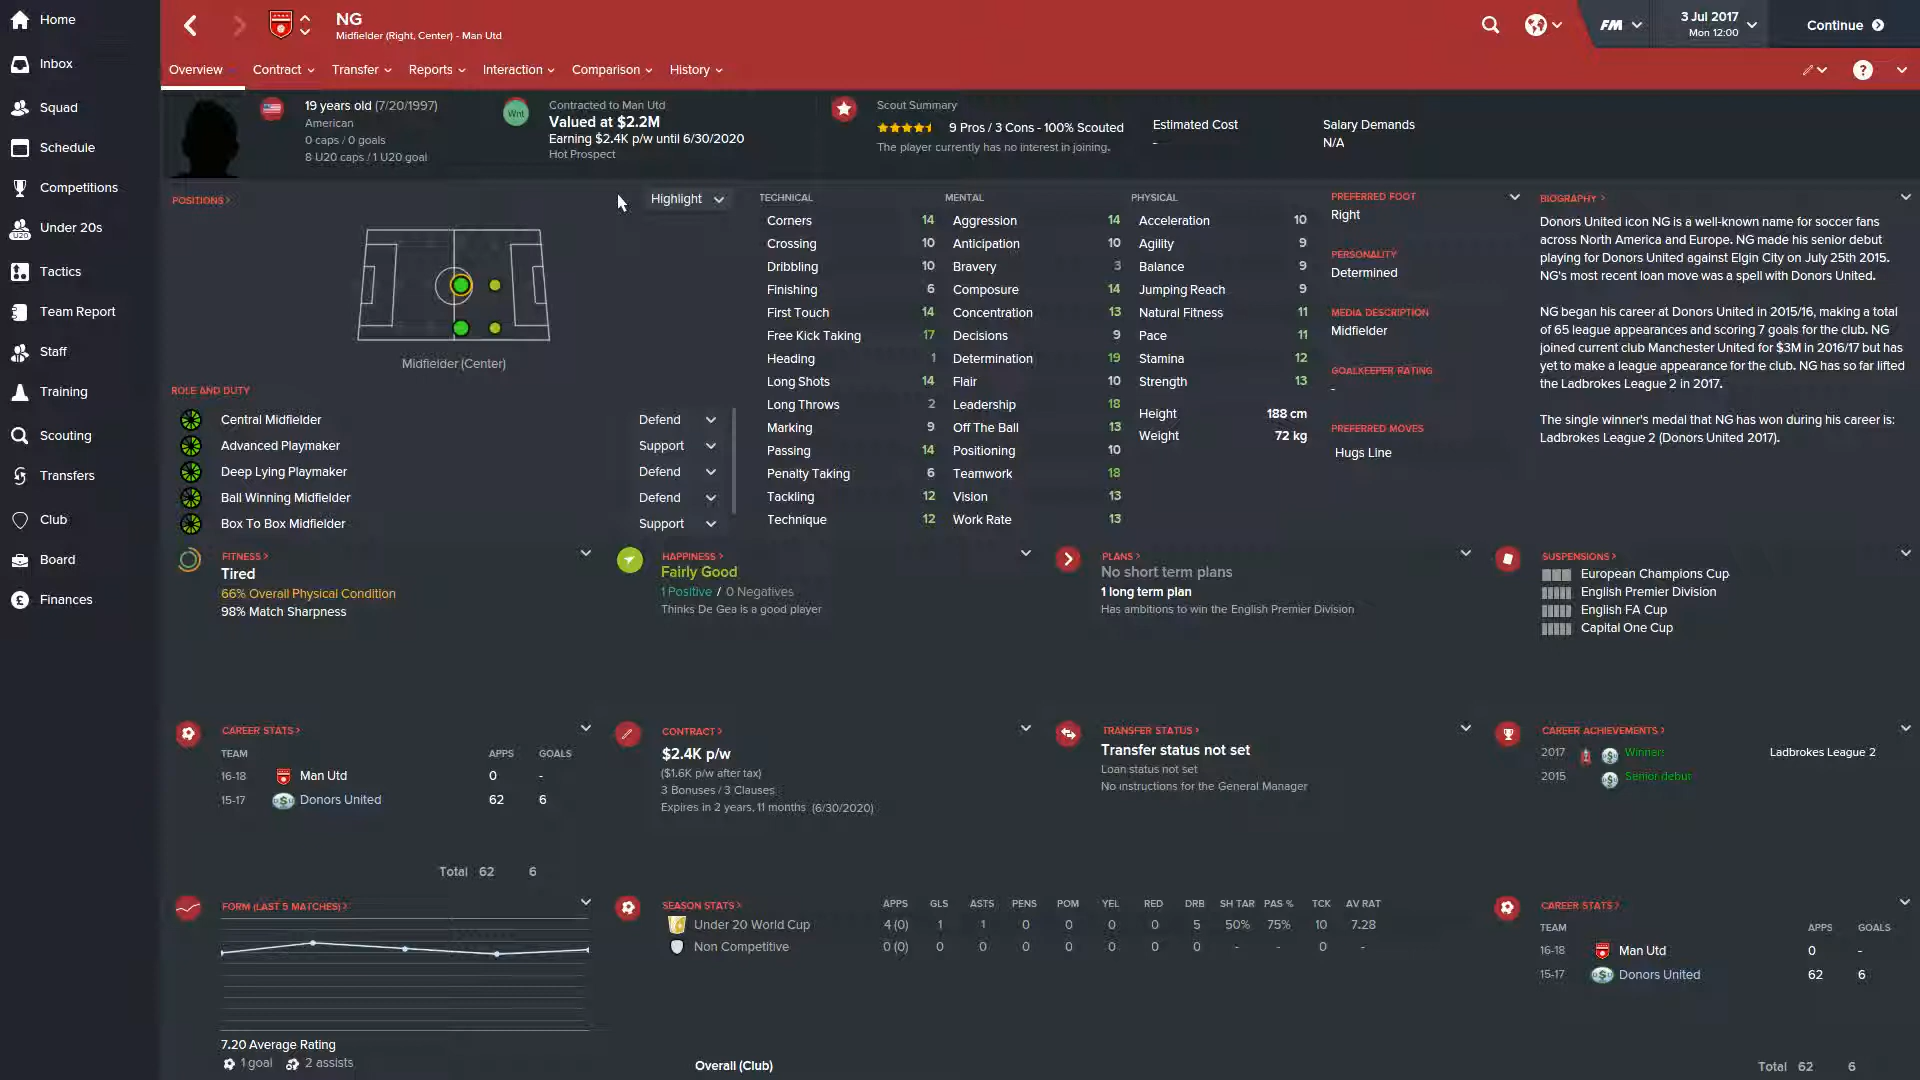 Home
Inbox
Squad
Schedule
Competitions
Under 20s
Tactics
Team Report
Staff
Training
Scouting
Transfers
Club
Board
Finances
NG
Midfielder (Right, Center) - Man Utd
FM
3 Jul 2017
Mon 12:00
Continue
Overview Contract Transfer Reports Interaction Comparison History
?
19 years old (7/20/1997)
American
0 caps / 0 goals
8 U20 caps / 1 U20 goal
Wnt
Contracted to Man Utd
Valued at $2.2M
Earning $2.4K p/w until 6/30/2020
Hot Prospect
Scout Summary
9 Pros / 3 Cons - 100% Scouted
The player currently has no interest in joining.
Estimated Cost
-
Salary Demands
N/A
POSITIONS >
Highlight
Midfielder (Center)
ROLE AND DUTY
Central Midfielder Defend
Advanced Playmaker Support
Deep Lying Playmaker Defend
Ball Winning Midfielder Defend
Box To Box Midfielder Support
TECHNICAL
Corners 14
Crossing 10
Dribbling 10
Finishing 6
First Touch 14
Free Kick Taking 17
Heading 1
Long Shots 14
Long Throws 2
Marking 9
Passing 14
Penalty Taking 6
Tackling 12
Technique 12
MENTAL
Aggression 14
Anticipation 10
Bravery 3
Composure 14
Concentration 13
Decisions 9
Determination 19
Flair 10
Leadership 18
Off The Ball 13
Positioning 10
Teamwork 18
Vision 13
Work Rate 13
PHYSICAL
Acceleration 10
Agility 9
Balance 9
Jumping Reach 9
Natural Fitness 11
Pace 11
Stamina 12
Strength 13
Height 188 cm
Weight 72 kg
PREFERRED FOOT
Right
PERSONALITY
Determined
MEDIA DESCRIPTION
Midfielder
GOALKEEPER RATING
-
PREFERRED MOVES
Hugs Line
BIOGRAPHY >
Donors United icon NG is a well-known name for soccer fans
across North America and Europe. NG made his senior debut
playing for Donors United against Elgin City on July 25th 2015.
NG's most recent loan move was a spell with Donors United.
NG began his career at Donors United in 2015/16, making a total
of 65 league appearances and scoring 7 goals for the club. NG
joined current club Manchester United for $3M in 2016/17 but has
yet to make a league appearance for the club. NG has so far lifted
the Ladbrokes League 2 in 2017.
The single winner's medal that NG has won during his career is:
Ladbrokes League 2 (Donors United 2017).
FITNESS >
Tired
66% Overall Physical Condition
98% Match Sharpness
HAPPINESS >
Fairly Good
1 Positive / 0 Negatives
Thinks De Gea is a good player
PLANS >
No short term plans
1 long term plan
Has ambitions to win the English Premier Division
SUSPENSIONS >
European Champions Cup
English Premier Division
English FA Cup
Capital One Cup
CAREER STATS >
TEAM APPS GOALS
16-18 Man Utd 0 -
15-17 Donors United 62 6
Total 62 6
CONTRACT >
$2.4K p/w
($1.6K p/w after tax)
3 Bonuses / 3 Clauses
Expires in 2 years, 11 months (6/30/2020)
TRANSFER STATUS >
Transfer status not set
Loan status not set
No instructions for the General Manager
CAREER ACHIEVEMENTS >
2017 Winners Ladbrokes League 2
2015 Senior debut
FORM (LAST 5 MATCHES) >
7.20 Average Rating
1 goal 2 assists
SEASON STATS > APPS GLS ASTS PENS POM YEL RED DRB SH TAR PAS % TCK AV RAT
Under 20 World Cup 4 (0) 1 1 0 0 0 0 5 50% 75% 10 7.28
Non Competitive 0 (0) 0 0 0 0 0 0 0 - - 0 -
Overall (Club)
CAREER STATS >
TEAM APPS GOALS
16-18 Man Utd 0 -
15-17 Donors United 62 6
Total 62 6